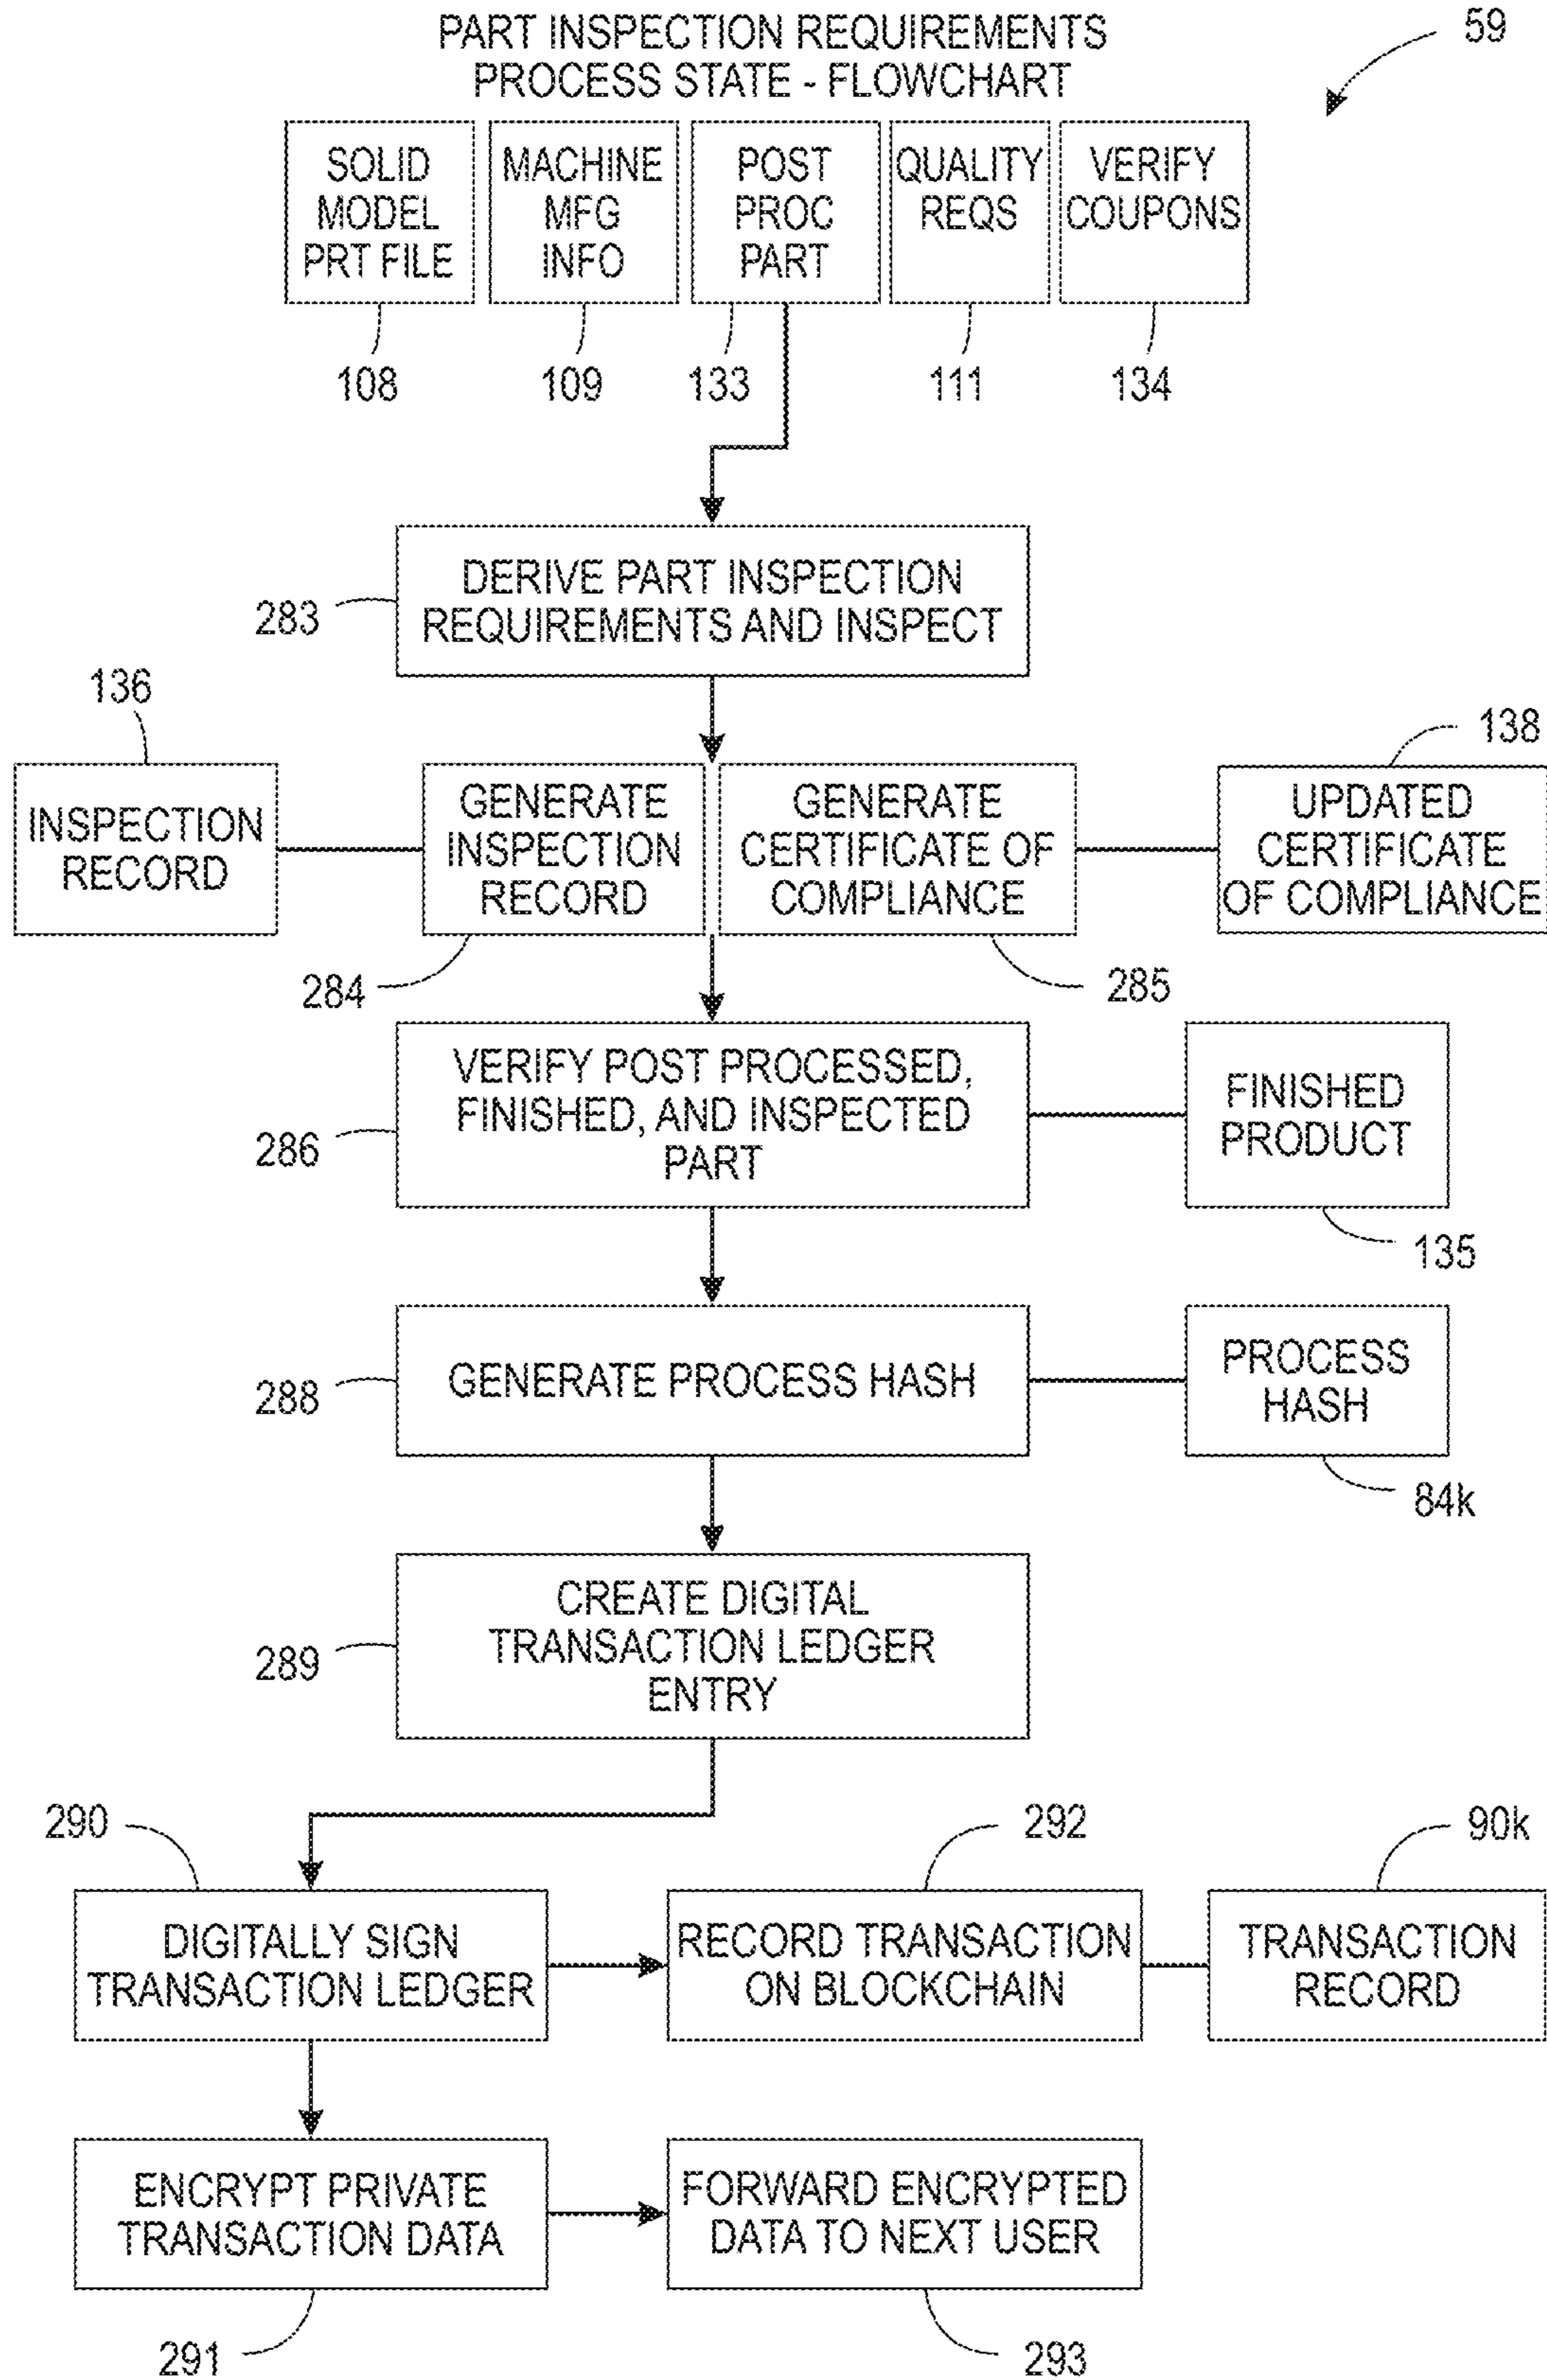 PART INSPECTION REQUIREMENTS
PROCESS STATE - FLOWCHART
59
SOLID
MODEL
PRT FILE
MACHINE
MFG
INFO
POST
PROC
PART
QUALITY
REQS
VERIFY
COUPONS
108
109
133
111
134
DERIVE PART INSPECTION
REQUIREMENTS AND INSPECT
283
136
138
INSPECTION
RECORD
GENERATE
INSPECTION
RECORD
GENERATE
CERTIFICATE OF
COMPLIANCE
UPDATED
CERTIFICATE
OF COMPLIANCE
284
285
VERIFY POST PROCESSED,
FINISHED, AND INSPECTED
PART
286
FINISHED
PRODUCT
135
GENERATE PROCESS HASH
288
PROCESS
HASH
84k
CREATE DIGITAL
TRANSACTION LEDGER
ENTRY
289
290
292
90k
DIGITALLY SIGN
TRANSACTION LEDGER
RECORD TRANSACTION
ON BLOCKCHAIN
TRANSACTION
RECORD
ENCRYPT PRIVATE
TRANSACTION DATA
FORWARD ENCRYPTED
DATA TO NEXT USER
291
293